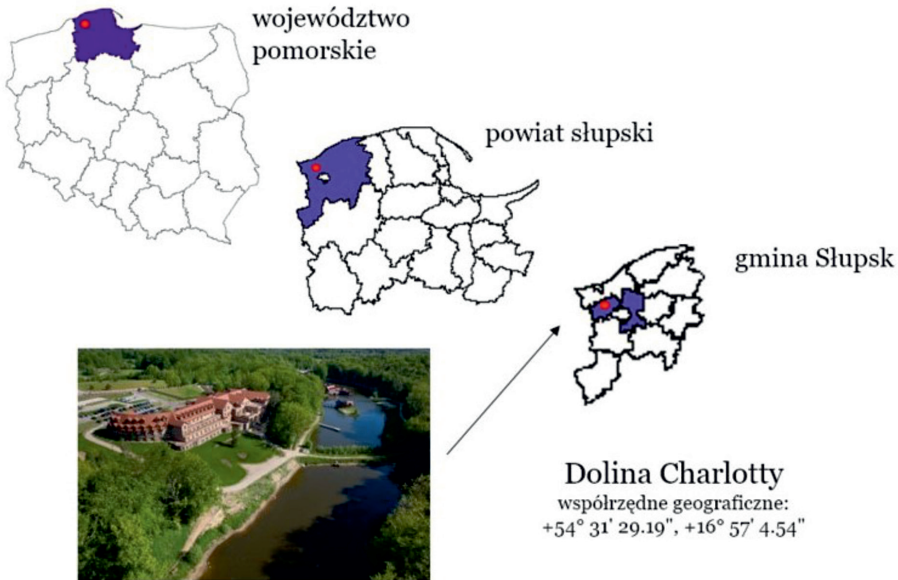 województwo
pomorskie
powiat słupski
gmina Słupsk
Dolina Charlotty
współrzędne geograficzne:
+54° 31' 29.19", +16° 57' 4.54"